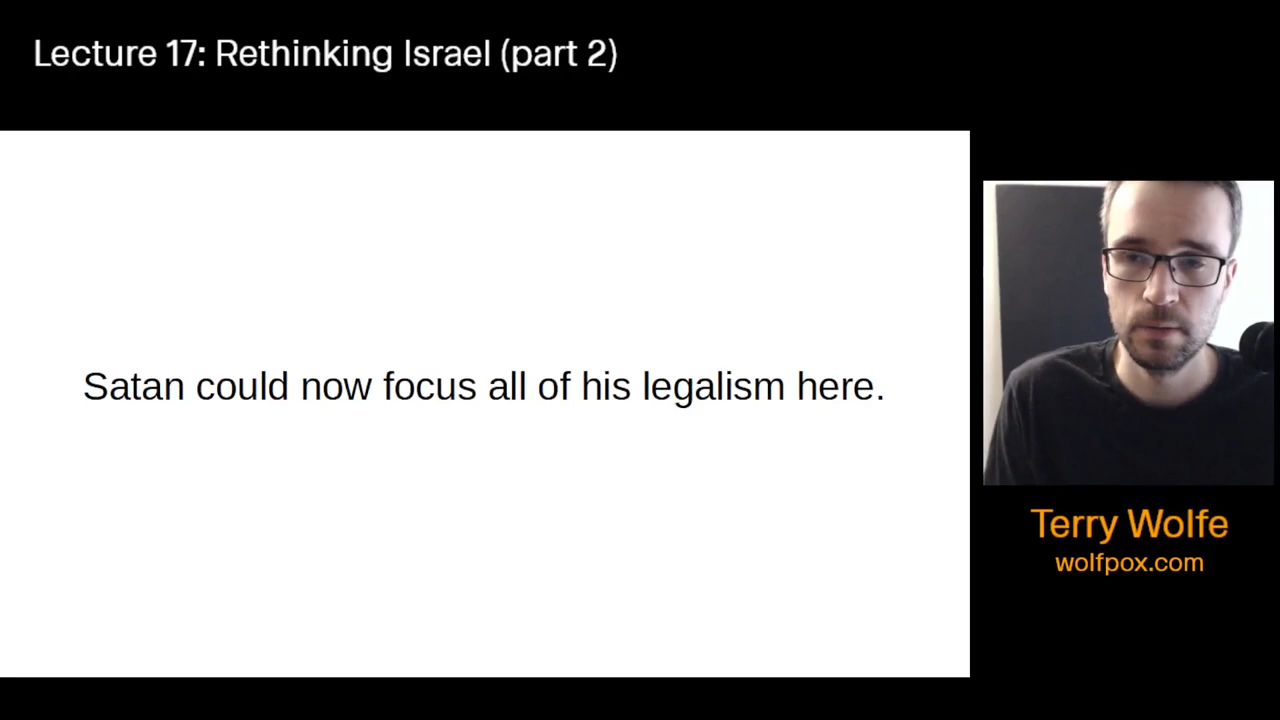 Lecture 17: Rethinking Israel (part 2)
Satan could now focus all of his legalism here.
Terry Wolfe
wolfpox.com